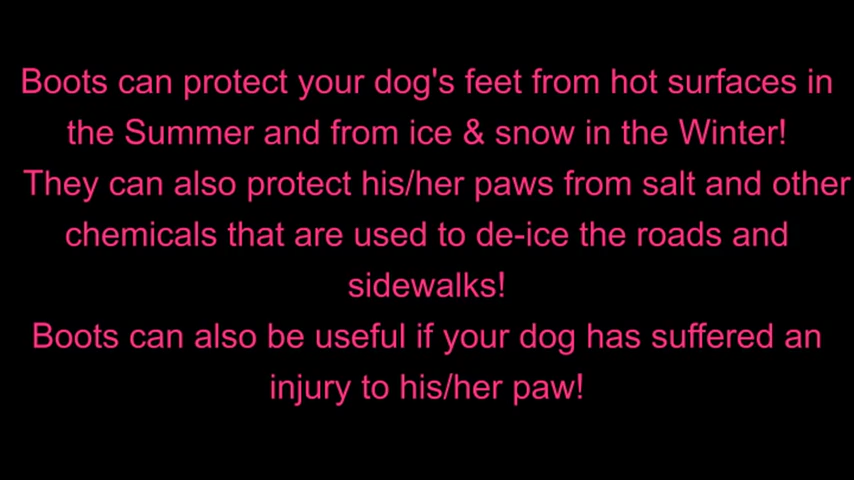 Boots can protect your dog's feet from hot surfaces in
the Summer and from ice & snow in the Winter!
They can also protect his/her paws from salt and other
chemicals that are used to de-ice the roads and
sidewalks!
Boots can also be useful if your dog has suffered an
injury to his/her paw!